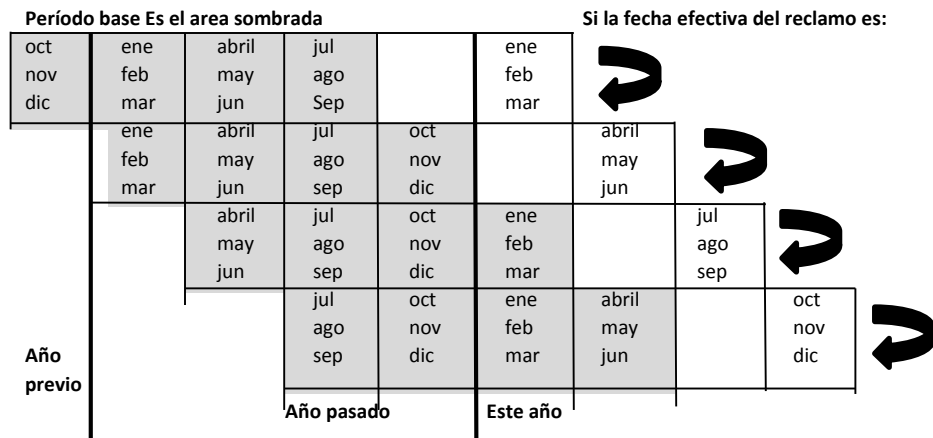 Período base Es el area sombrada Si la fecha efectiva del reclamo es:
oct ene abril jul ene
nov feb may ago feb
dic mar jun Sep mar
ene abril jul oct abril
feb may ago nov may
mar jun sep dic jun
abril jul oct ene jul
may ago nov feb ago
jun sep dic mar sep
jul oct ene abril oct
ago nov feb may nov
sep dic mar jun dic
Año
previo
Año pasado Este año